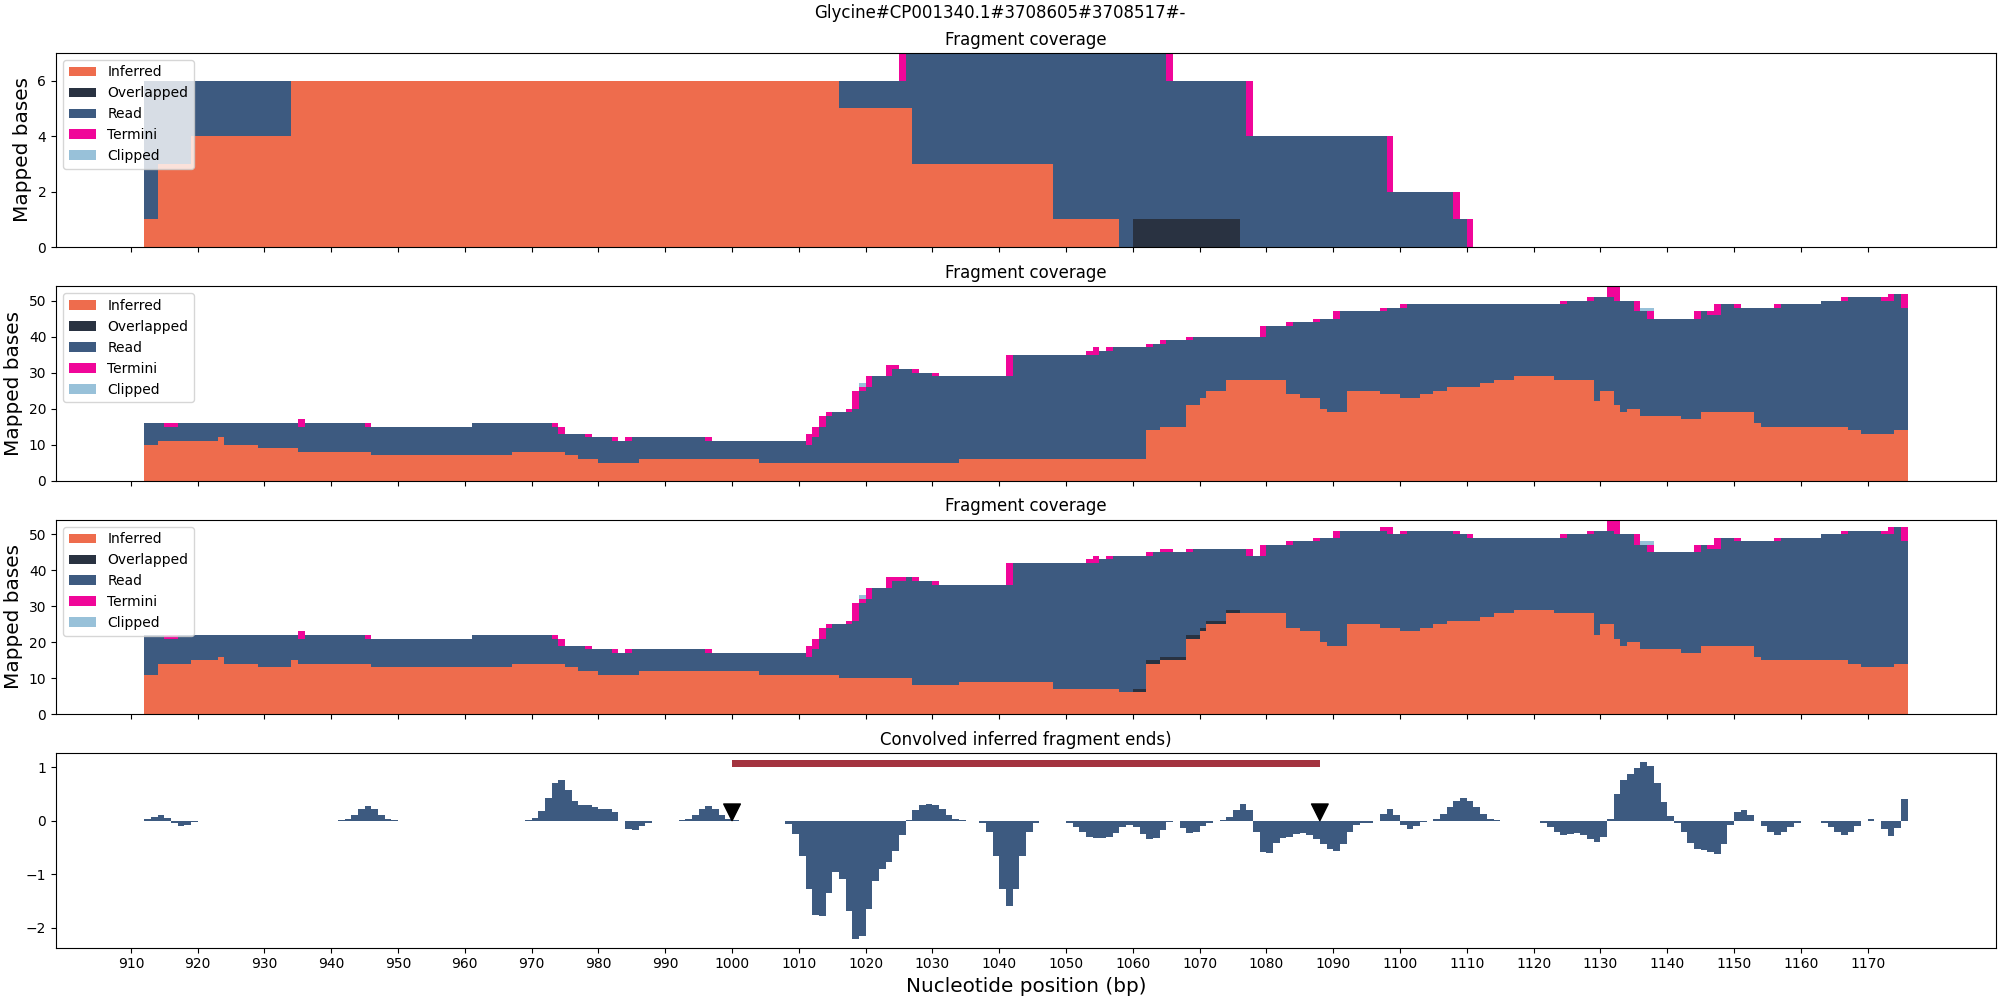 Glycine#CP001340.1#3708605#3708517#-
Fragment coverage
Mapped bases
6
4
2
0
Inferred
Overlapped
Read
Termini
Clipped
Fragment coverage
Mapped bases
50
40
30
20
10
0
Inferred
Overlapped
Read
Termini
Clipped
Fragment coverage
Mapped bases
50
40
30
20
10
0
Inferred
Overlapped
Read
Termini
Clipped
Convolved inferred fragment ends)
1
0
−1
−2
910 920 930 940 950 960 970 980 990 1000 1010 1020 1030 1040 1050 1060 1070 1080 1090 1100 1110 1120 1130 1140 1150 1160 1170
Nucleotide position (bp)